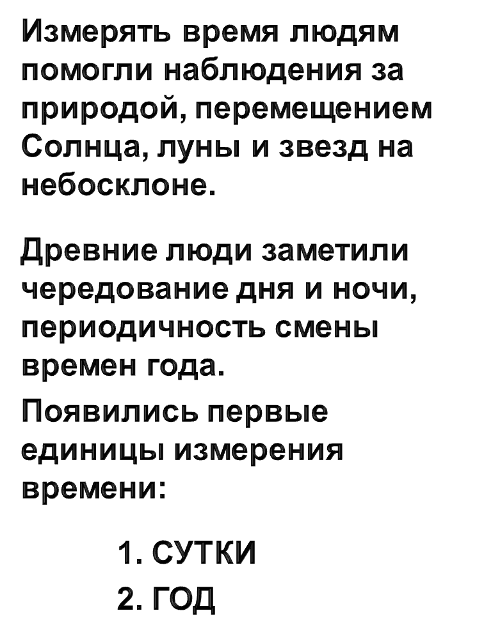 Измерять время людям
помогли наблюдения за
природой, перемещением
Солнца, луны и звезд на
небосклоне.
Древние люди заметили
чередование дня и ночи,
периодичность смены
времен года.
Появились первые
единицы измерения
времени:
1. СУТКИ
2. ГОД